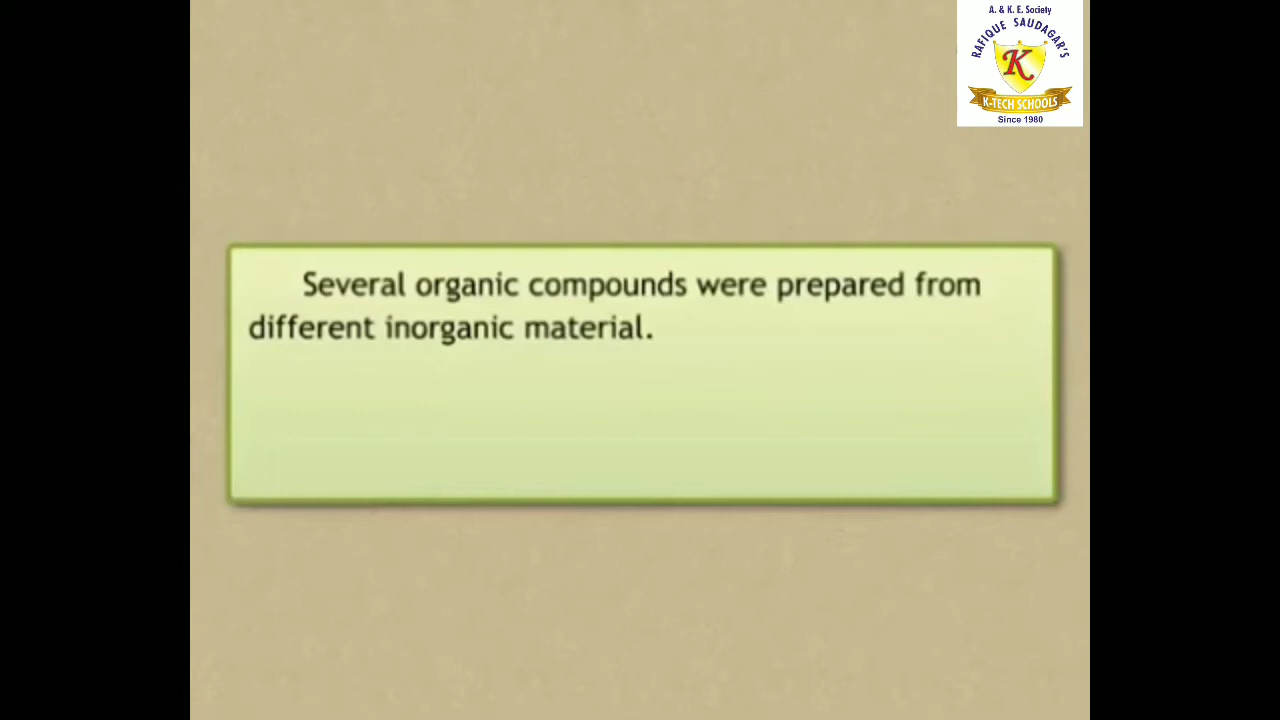 A. & K. E. Society
RAFIQUE SAUDAGAR'S
K
K-TECH SCHOOLS
Since 1980
Several organic compounds were prepared from
different inorganic material.